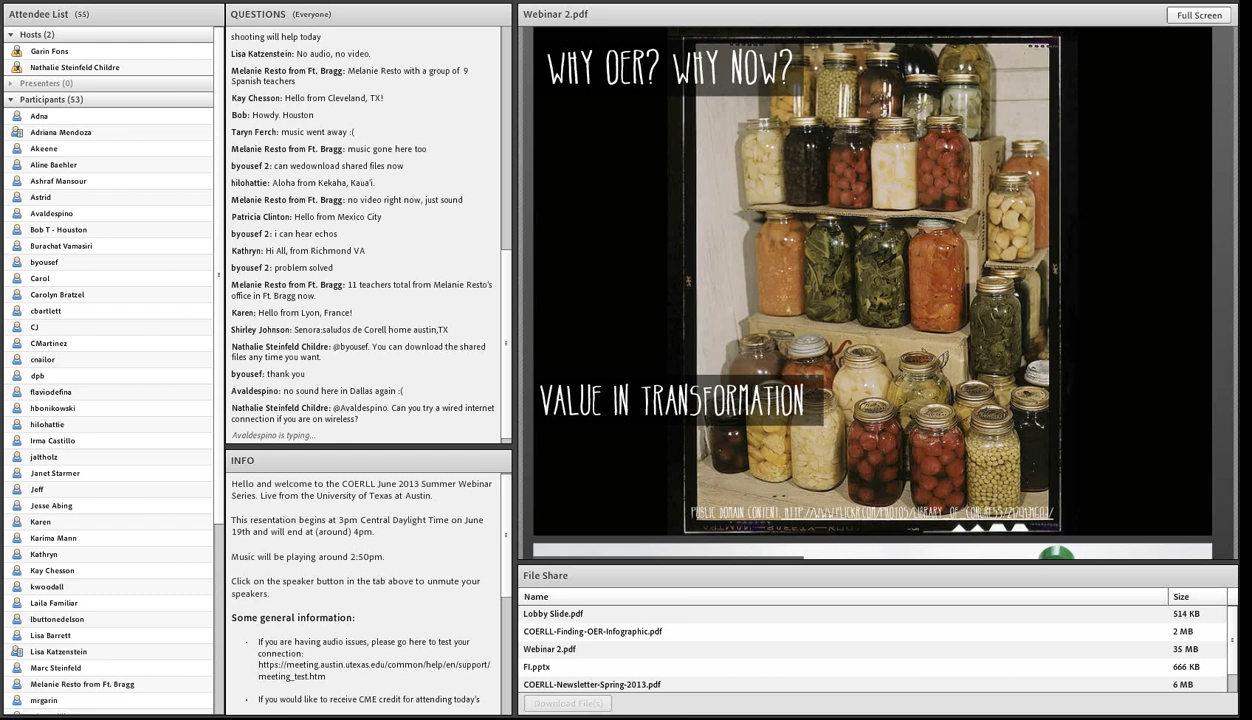 Attendee List (55)
Hosts (2)
Garin Fons
Nathalie Steinfeld Childre
Presenters (0)
Participants (53)
Adna
Adriana Mendoza
Akeene
Aline Baehler
Ashraf Mansour
Astrid
Avaldespino
Bob T - Houston
Burachat Vamasiri
byousef
Carol
Carolyn Bratzel
cbartlett
CJ
CMartinez
cnailor
dpb
flaviodefina
hbonikowski
hilohattie
Irma Castillo
jaltholz
Janet Starmer
Jeff
Jesse Abing
Karen
Karima Mann
Kathryn
Kay Chesson
kwoodall
Laila Familiar
lbuttonedelson
Lisa Barrett
Lisa Katzenstein
Marc Steinfeld
Melanie Resto from Ft. Bragg
mrgarin
QUESTIONS (Everyone)
shooting will help today
Lisa Katzenstein: No audio, no video.
Melanie Resto from Ft. Bragg: Melanie Resto with a group of 9
Spanish teachers
Kay Chesson: Hello from Cleveland, TX!
Bob: Howdy. Houston
Taryn Ferch: music went away :(
Melanie Resto from Ft. Bragg: music gone here too
byousef 2: can wedownload shared files now
hilohattie: Aloha from Kekaha, Kaua'i.
Melanie Resto from Ft. Bragg: no video right now, just sound
Patricia Clinton: Hello from Mexico City
byousef 2: i can hear echos
Kathryn: Hi All, from Richmond VA
byousef 2: problem solved
Melanie Resto from Ft. Bragg: 11 teachers total from Melanie Resto's
office in Ft. Bragg now.
Karen: Hello from Lyon, France!
Shirley Johnson: Senora:saludos de Corell home austin,TX
Nathalie Steinfeld Childre: @byousef. You can download the shared
files any time you want.
byousef: thank you
Avaldespino: no sound here in Dallas again :(
Nathalie Steinfeld Childre: @Avaldespino. Can you try a wired internet
connection if you are on wireless?
Avaldespino is typing...
INFO
Hello and welcome to the COERLL June 2013 Summer Webinar
Series. Live from the University of Texas at Austin.
This resentation begins at 3pm Central Daylight Time on June
19th and will end at (around) 4pm.
Music will be playing around 2:50pm.
Click on the speaker button in the tab above to unmute your
speakers.
Some general information:
• If you are having audio issues, please go here to test your
connection:
https://meeting.austin.utexas.edu/common/help/en/support/
meeting_test.htm
• If you would like to receive CME credit for attending today's
Webinar 2.pdf
Full Screen
WHY OER? WHY NOW?
VALUE IN TRANSFORMATION
PUBLIC DOMAIN CONTENT, HTTP://WWW.FLICKR.COM/PHOTOS/LIBRARY_OF_CONGRESS/
File Share
Name Size
Lobby Slide.pdf 514 KB
COERLL-Finding-OER-Infographic.pdf 2 MB
Webinar 2.pdf 35 MB
FI.pptx 666 KB
COERLL-Newsletter-Spring-2013.pdf 6 MB
Download File(s)